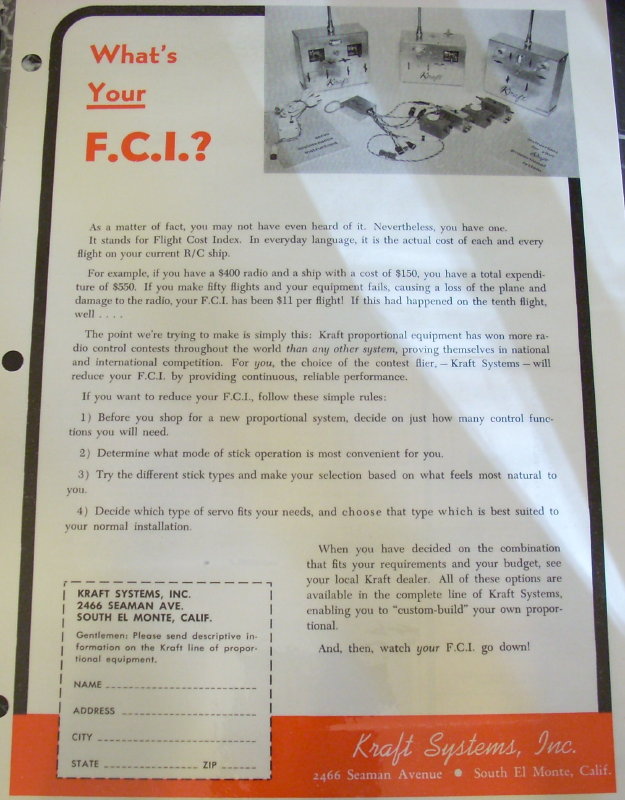 What's
Your
F.C.I.?
Kraft
Kraft
Kraft
servo
instructions
instructions
for your
Kraft
proportional
system
As a matter of fact, you may not have even heard of it. Nevertheless, you have one.
It stands for Flight Cost Index. In everyday language, it is the actual cost of each and every
flight on your current R/C ship.
For example, if you have a $400 radio and a ship with a cost of $150, you have a total expendi-
ture of $550. If you make fifty flights and your equipment fails, causing a loss of the plane and
damage to the radio, your F.C.I. has been $11 per flight! If this had happened on the tenth flight,
well . . . .
The point we're trying to make is simply this: Kraft proportional equipment has won more ra-
dio control contests throughout the world than any other system, proving themselves in national
and international competition. For you, the choice of the contest flier, — Kraft Systems — will
reduce your F.C.I. by providing continuous, reliable performance.
If you want to reduce your F.C.I., follow these simple rules:
1) Before you shop for a new proportional system, decide on just how many control func-
tions you will need.
2) Determine what mode of stick operation is most convenient for you.
3) Try the different stick types and make your selection based on what feels most natural to
you.
4) Decide which type of servo fits your needs, and choose that type which is best suited to
your normal installation.
When you have decided on the combination
that fits your requirements and your budget, see
your local Kraft dealer. All of these options are
available in the complete line of Kraft Systems,
enabling you to "custom-build" your own propor-
tional.
And, then, watch your F.C.I. go down!
KRAFT SYSTEMS, INC.
2466 SEAMAN AVE.
SOUTH EL MONTE, CALIF.
Gentlemen: Please send descriptive in-
formation on the Kraft line of propor-
tional equipment.
NAME
ADDRESS
CITY
STATE ZIP
Kraft Systems, Inc.
2466 Seaman Avenue • South El Monte, Calif.